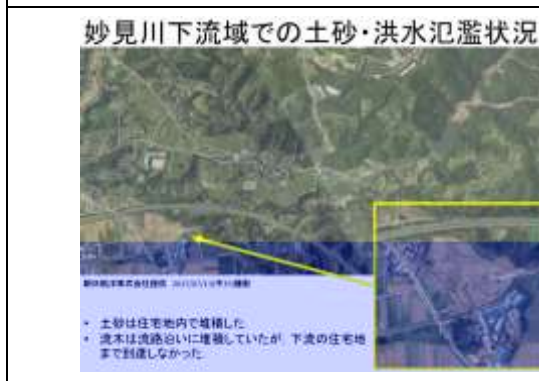 妙見川下流域での土砂・洪水氾濫状況
・ 土砂は住宅地内で堆積した
・ 流木は流路沿いに堆積していたが、下流の住宅地
まで到達しなかった